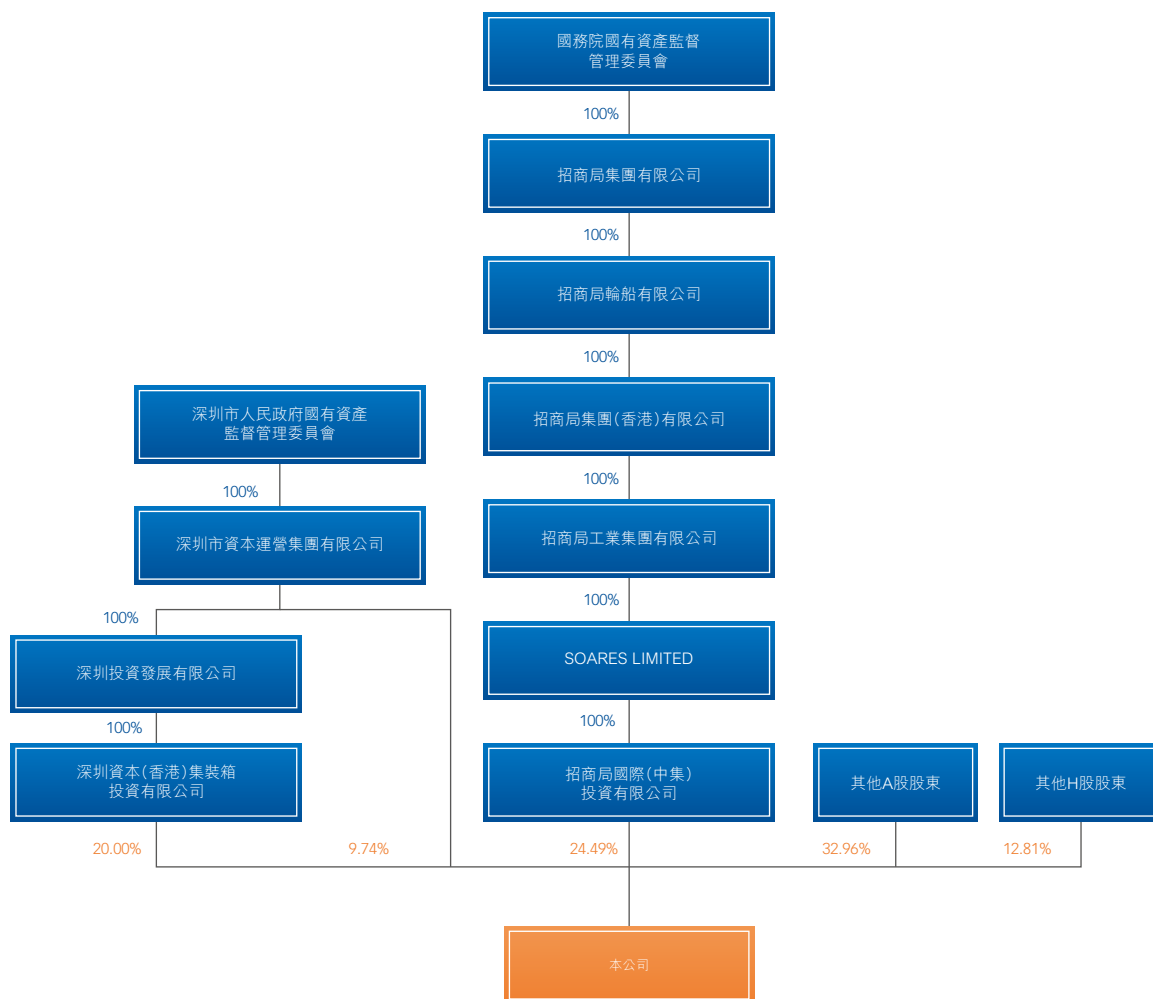 國務院國有資產監督
管理委員會
100%
招商局集團有限公司
100%
招商局輪船有限公司
100%
招商局集團(香港)有限公司
深圳市人民政府國有資產
監督管理委員會
100%
100%
招商局工業集團有限公司
深圳市資本運營集團有限公司
100%
100%
SOARES LIMITED
深圳投資發展有限公司
100%
100%
深圳資本(香港)集裝箱
投資有限公司
招商局國際(中集)
投資有限公司
其他A股股東
其他H股股東
20.00%
9.74%
24.49%
32.96%
12.81%
本公司